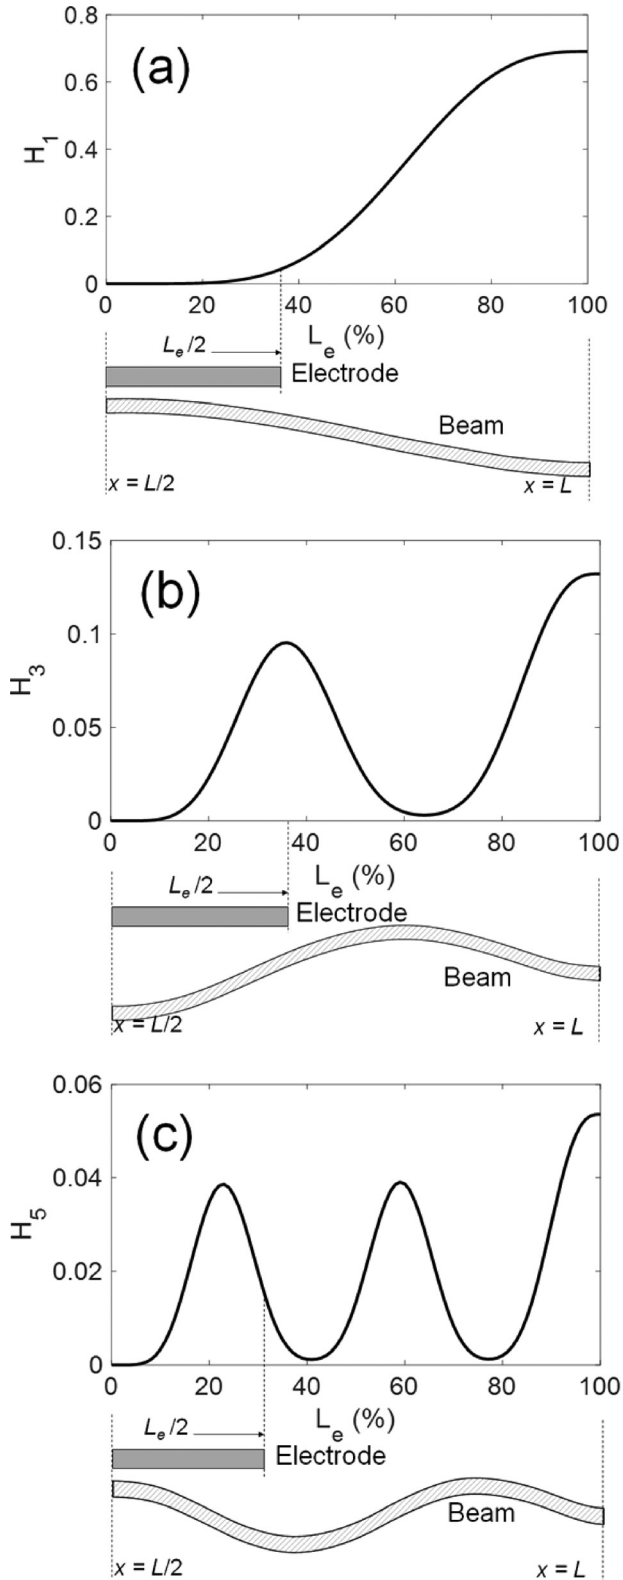 (a)
H1
0.8
0.6
0.4
0.2
0
0 20 40 60 80 100
Le (%)
Le/2
Electrode
Beam
x = L/2
x = L
(b)
H3
0.15
0.1
0.05
0
0 20 40 60 80 100
Le (%)
Le/2
Electrode
Beam
x = L/2
x = L
(c)
H5
0.06
0.04
0.02
0
0 20 40 60 80 100
Le (%)
Le/2
Electrode
Beam
x = L/2
x = L